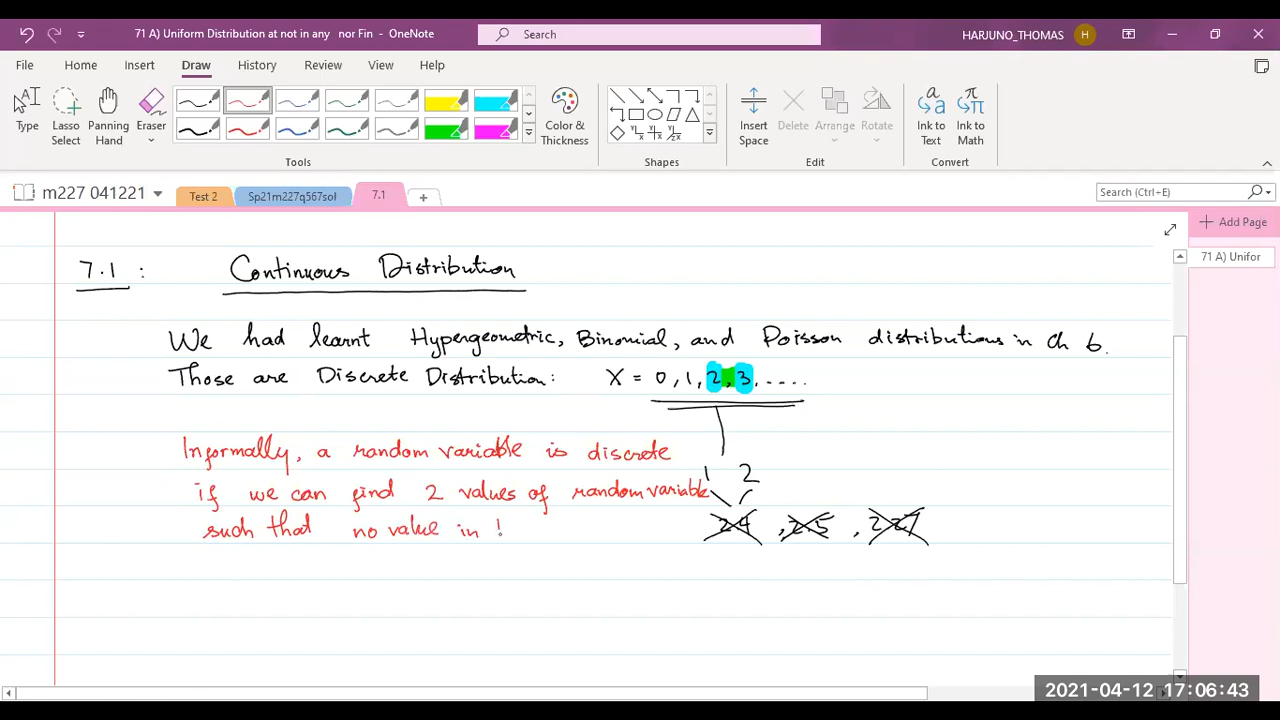 71 A) Uniform Distribution at not in any nor Fin - OneNote
Search
HARJUNO_THOMAS
H
File Home Insert Draw History Review View Help
Type
Lasso Select
Panning Hand
Eraser
Color & Thickness
Insert Space
Delete
Arrange
Rotate
Ink to Text
Ink to Math
Tools
Shapes
Edit
Convert
m227 041221
Test 2
Sp21m227q567sol
7.1
Search (Ctrl+E)
Add Page
71 A) Unifor
7.1 : Continuous Distribution
We had learnt Hypergeometric, Binomial, and Poisson distributions in Ch 6.
Those are Discrete Distribution: X = 0, 1, 2, 3, ....
Informally, a random variable is discrete
1 2
if we can find 2 values of random variable
such that no value in
2.4 , 2.5 ,
2021-04-12 17:06:43